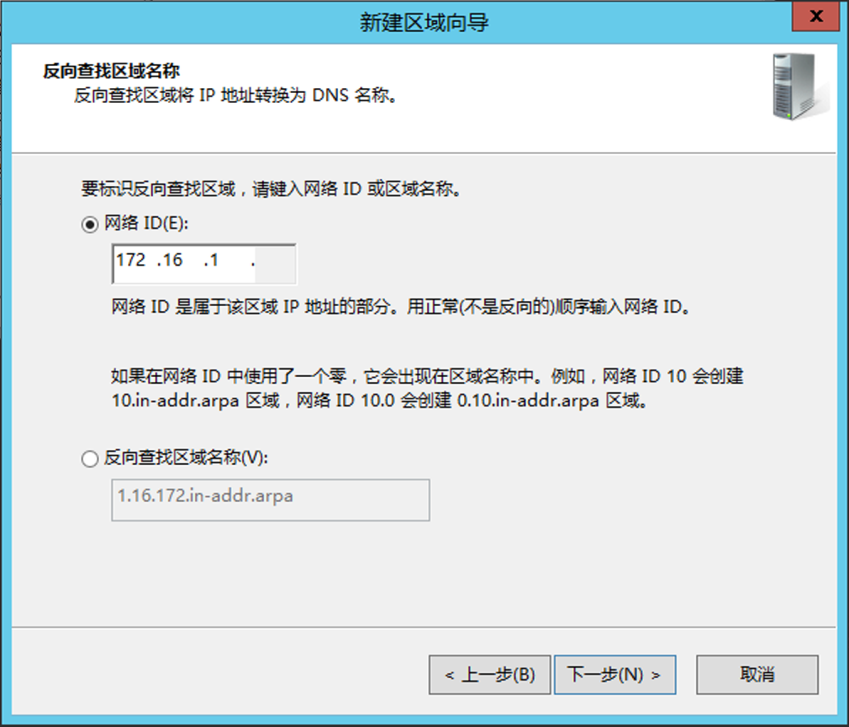 新建区域向导
x
反向查找区域名称
反向查找区域将 IP 地址转换为 DNS 名称。
要标识反向查找区域，请键入网络 ID 或区域名称。
网络 ID(E):
172 .16 .1 .
网络 ID 是属于该区域 IP 地址的部分。用正常(不是反向的)顺序输入网络 ID。
如果在网络 ID 中使用了一个零，它会出现在区域名称中。例如，网络 ID 10 会创建
10.in-addr.arpa 区域，网络 ID 10.0 会创建 0.10.in-addr.arpa 区域。
反向查找区域名称(V):
1.16.172.in-addr.arpa
< 上一步(B) 下一步(N) > 取消